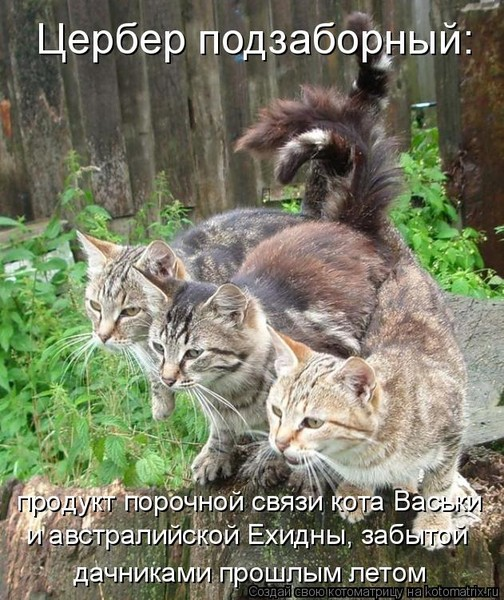 Цербер подзаборный:
продукт порочной связи кота Васьки
и австралийской Ехидны, забытой
дачниками прошлым летом
Создай свою котоматрицу на kotomatrix.ru